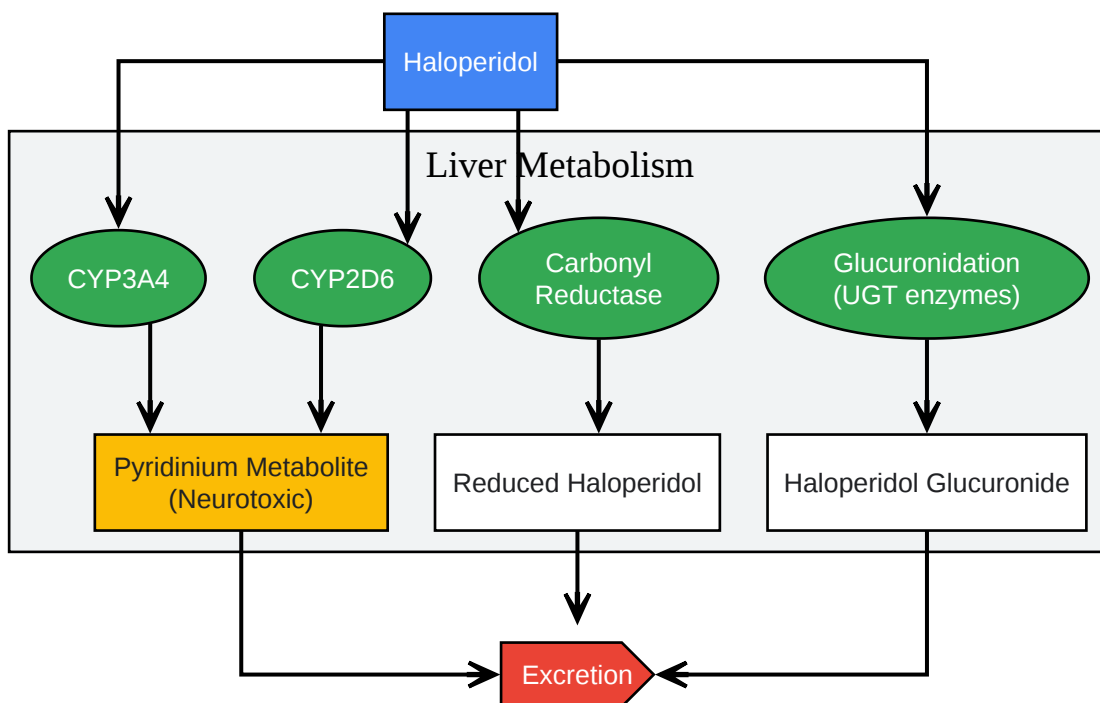 Haloperidol
Liver Metabolism
CYP3A4
CYP2D6
Carbonyl
Reductase
Glucuronidation
(UGT enzymes)
Pyridinium Metabolite
(Neurotoxic)
Reduced Haloperidol
Haloperidol Glucuronide
Excretion